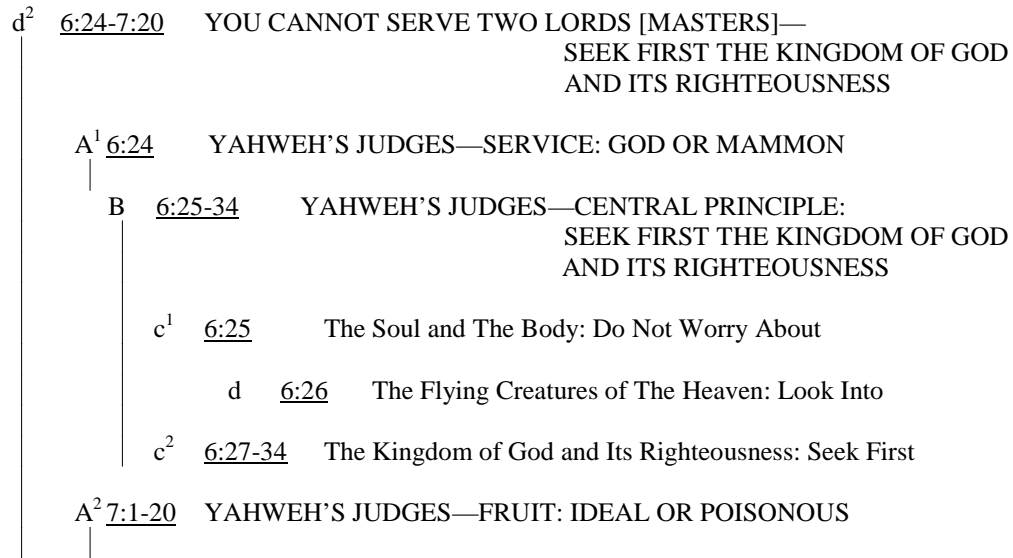 d² 6:24-7:20 YOU CANNOT SERVE TWO LORDS [MASTERS]—
SEEK FIRST THE KINGDOM OF GOD
AND ITS RIGHTEOUSNESS
A¹ 6:24 YAHWEH'S JUDGES—SERVICE: GOD OR MAMMON
B 6:25-34 YAHWEH'S JUDGES—CENTRAL PRINCIPLE:
SEEK FIRST THE KINGDOM OF GOD
AND ITS RIGHTEOUSNESS
c¹ 6:25 The Soul and The Body: Do Not Worry About
d 6:26 The Flying Creatures of The Heaven: Look Into
c² 6:27-34 The Kingdom of God and Its Righteousness: Seek First
A² 7:1-20 YAHWEH'S JUDGES—FRUIT: IDEAL OR POISONOUS